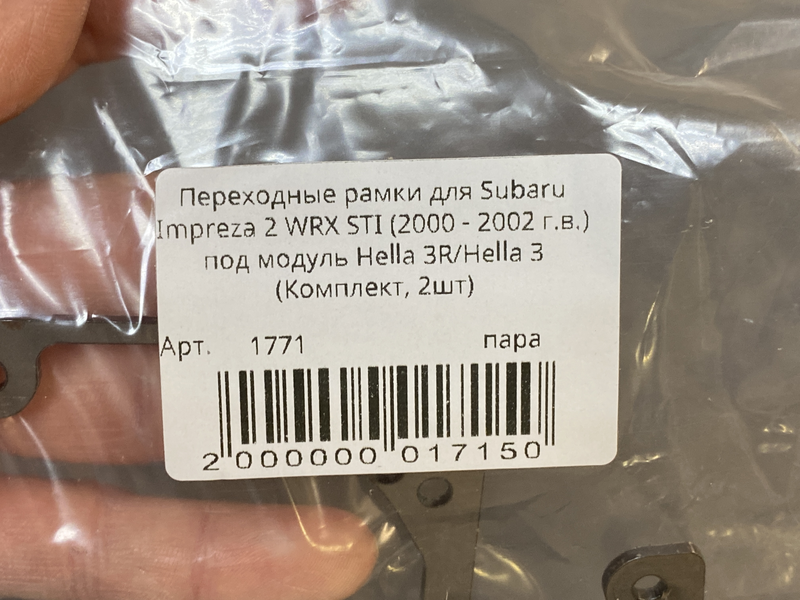 Переходные рамки для Subaru
Impreza 2 WRX STI (2000 - 2002 г.в.)
под модуль Hella 3R/Hella 3
(Комплект, 2шт)
Арт. 1771 пара
2 000000 017150